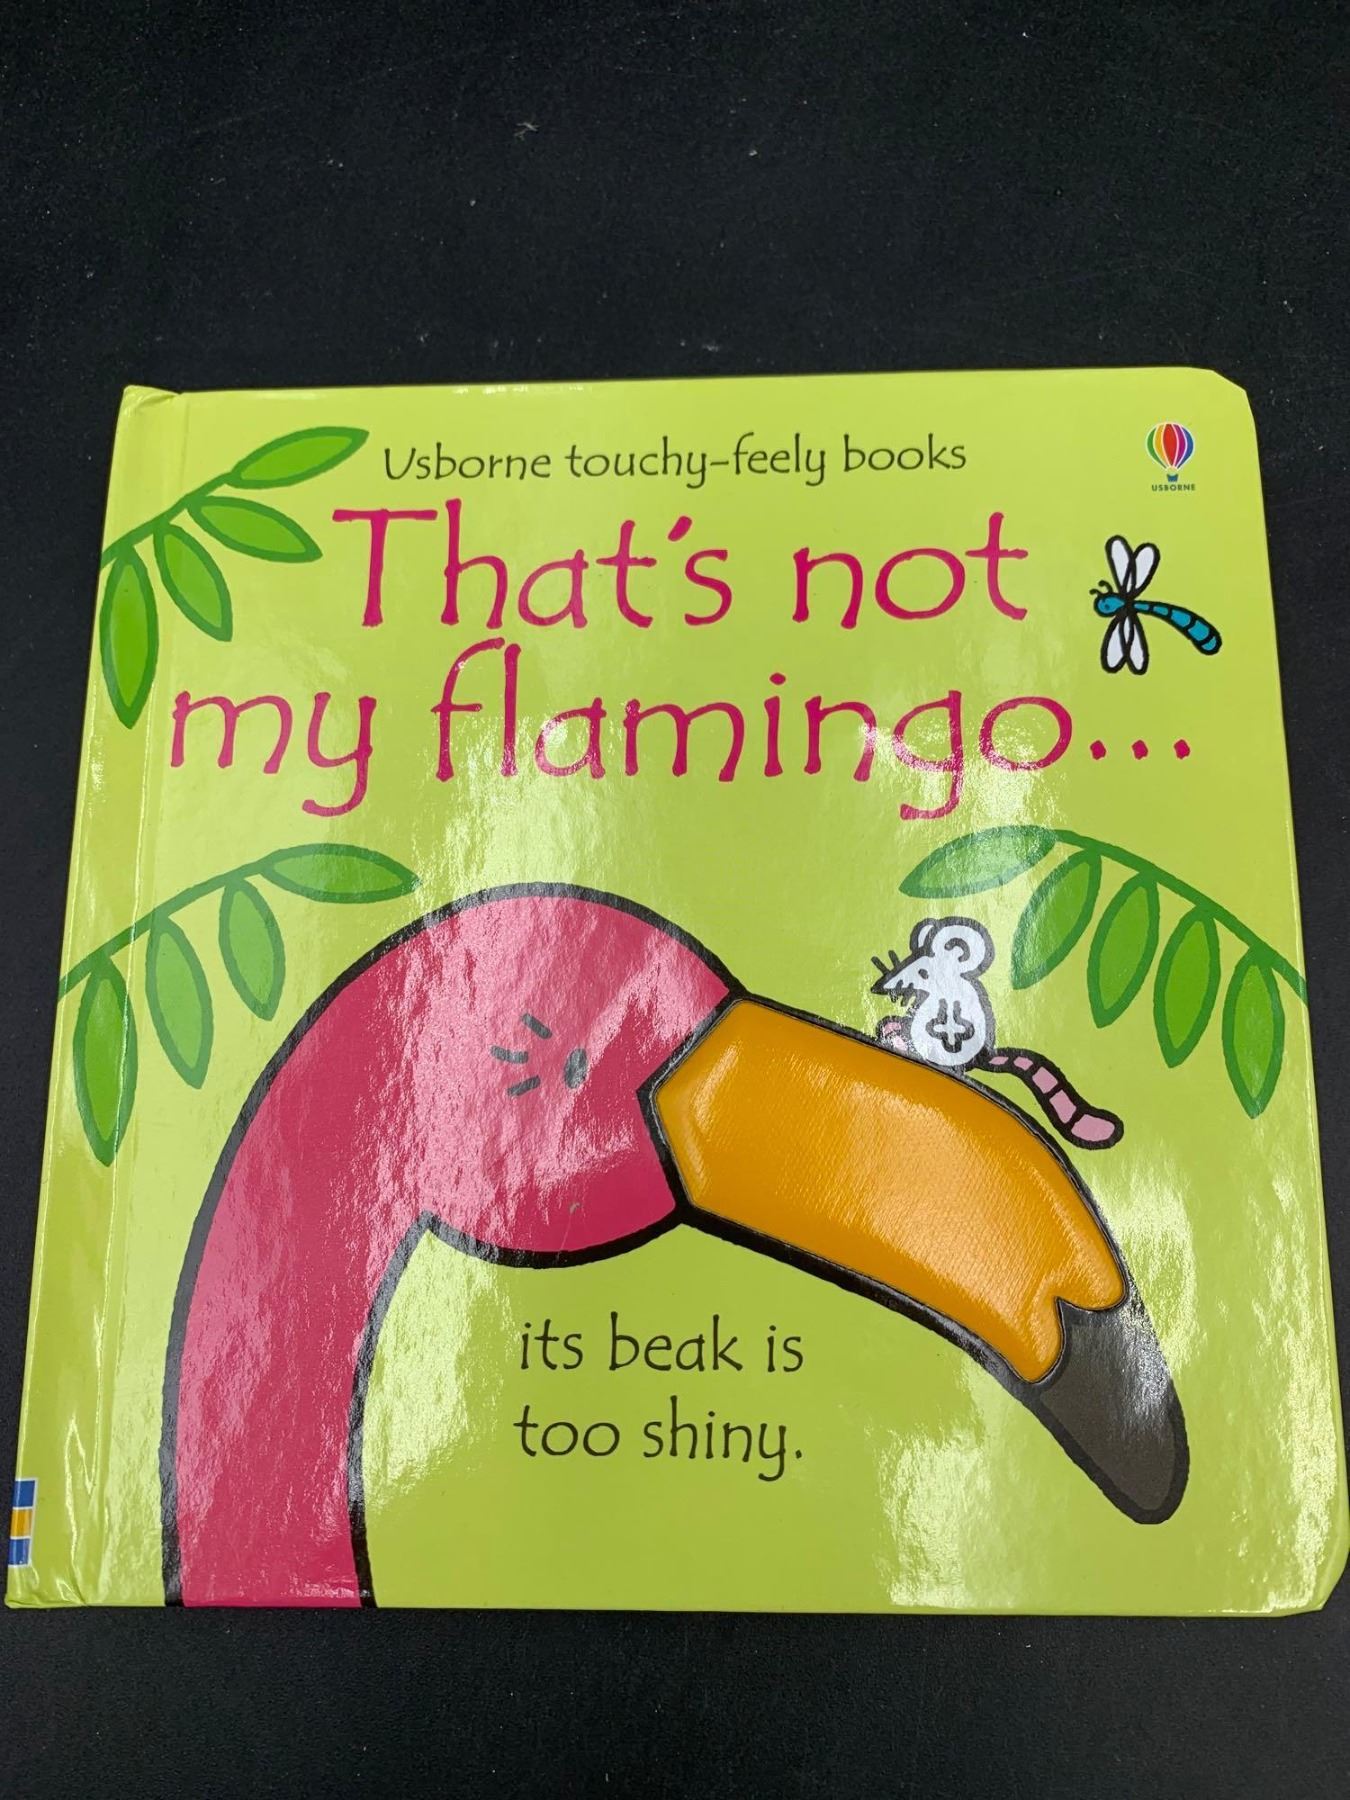 Usborne touchy-feely books
USBORNE
That's not
my flamingo...
its beak is
too shiny.